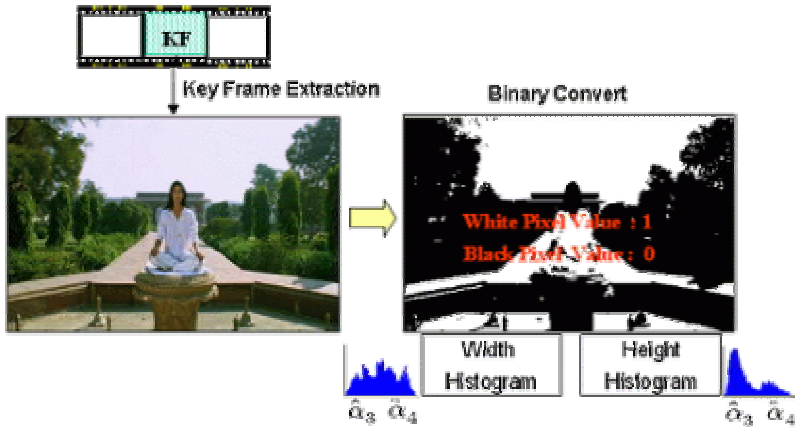 KF
Key Frame Extraction
Binary Convert
White Pixel Value : 1
Black Pixel Value : 0
Width
Histogram
Height
Histogram
α̂₃ α̂₄
α̂₃ α̂₄